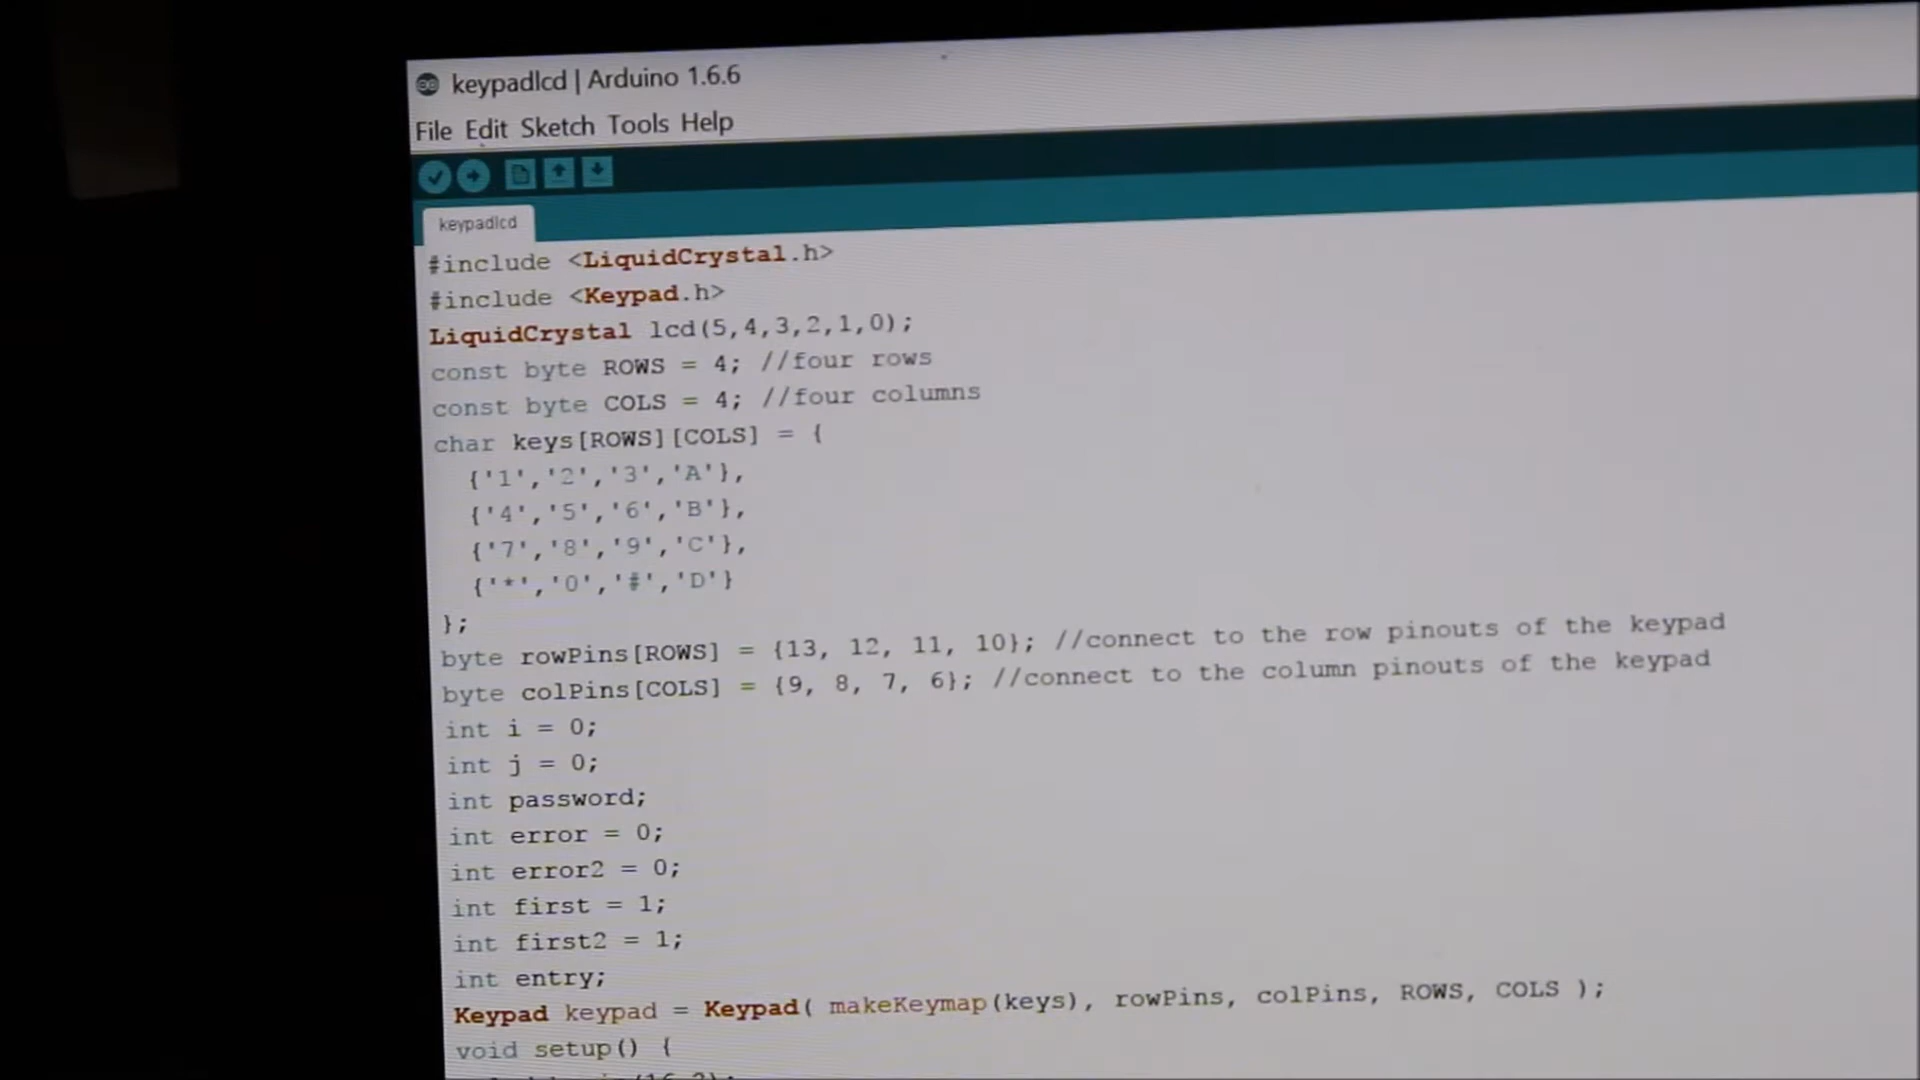 keypadlcd | Arduino 1.6.6
File Edit Sketch Tools Help
keypadlcd
#include <LiquidCrystal.h>
#include <Keypad.h>
LiquidCrystal lcd(5,4,3,2,1,0);
const byte ROWS = 4; //four rows
const byte COLS = 4; //four columns
char keys[ROWS][COLS] = {
{'1','2','3','A'},
{'4','5','6','B'},
{'7','8','9','C'},
{'*','0','#','D'}
};
byte rowPins[ROWS] = {13, 12, 11, 10}; //connect to the row pinouts of the keypad
byte colPins[COLS] = {9, 8, 7, 6}; //connect to the column pinouts of the keypad
int i = 0;
int j = 0;
int password;
int error = 0;
int error2 = 0;
int first = 1;
int first2 = 1;
int entry;
Keypad keypad = Keypad( makeKeymap(keys), rowPins, colPins, ROWS, COLS );
void setup() {